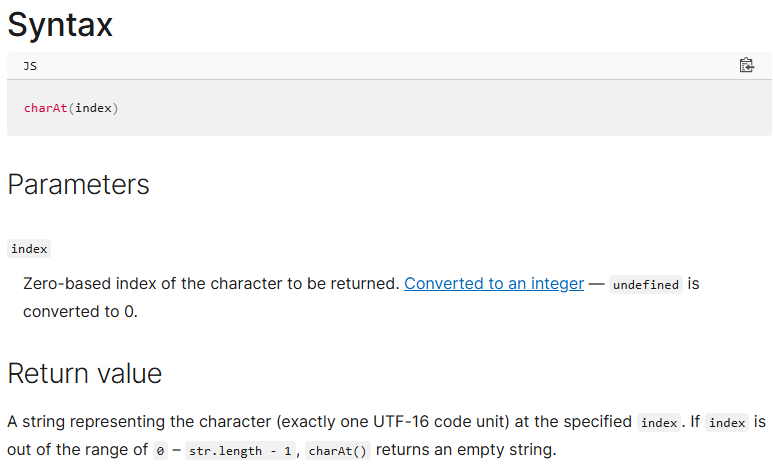 Syntax
JS
charAt(index)
Parameters
index
Zero-based index of the character to be returned. Converted to an integer — undefined is
converted to 0.
Return value
A string representing the character (exactly one UTF-16 code unit) at the specified index. If index is
out of the range of 0 – str.length - 1, charAt() returns an empty string.